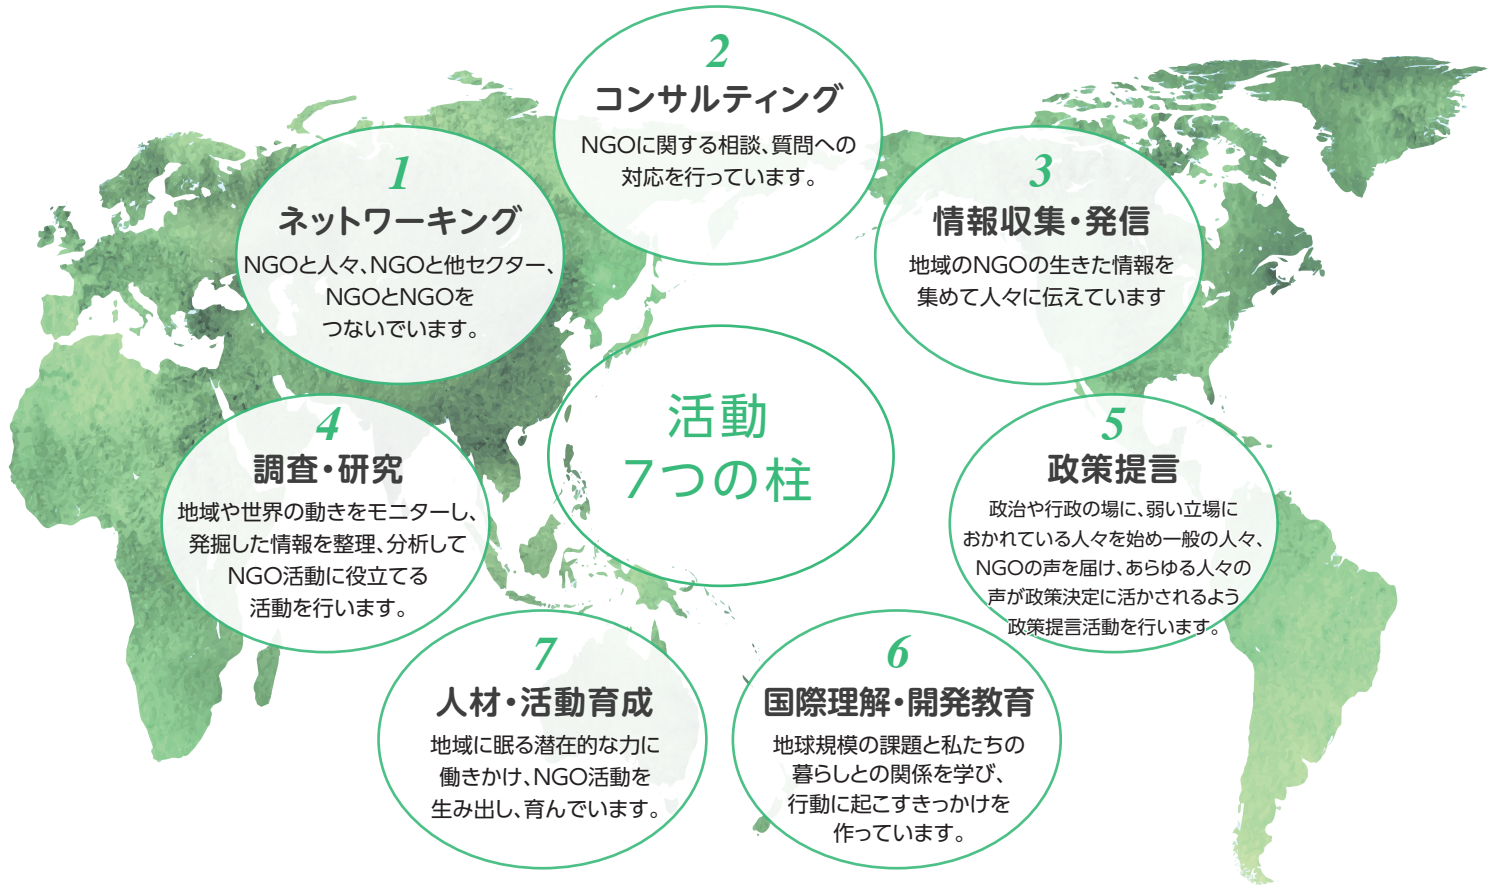 活動
7つの柱
1
ネットワーキング
NGOと人々、NGOと他セクター、
NGOとNGOを
つないでいます。
2
コンサルティング
NGOに関する相談、質問への
対応を行っています。
3
情報収集・発信
地域のNGOの生きた情報を
集めて人々に伝えています
4
調査・研究
地域や世界の動きをモニターし、
発掘した情報を整理、分析して
NGO活動に役立てる
活動を行います。
5
政策提言
政治や行政の場に、弱い立場に
おかれている人々を始め一般の人々、
NGOの声を届け、あらゆる人々の
声が政策決定に活かされるよう
政策提言活動を行います。
6
国際理解・開発教育
地球規模の課題と私たちの
暮らしとの関係を学び、
行動に起こすきっかけを
作っています。
7
人材・活動育成
地域に眠る潜在的な力に
働きかけ、NGO活動を
生み出し、育んでいます。